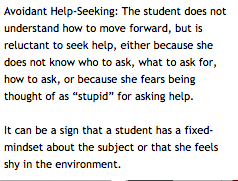 Avoidant Help-Seeking: The student does not
understand how to move forward, but is
reluctant to seek help, either because she
does not know who to ask, what to ask for,
how to ask, or because she fears being
thought of as “stupid” for asking help.
It can be a sign that a student has a fixed-
mindset about the subject or that she feels
shy in the environment.